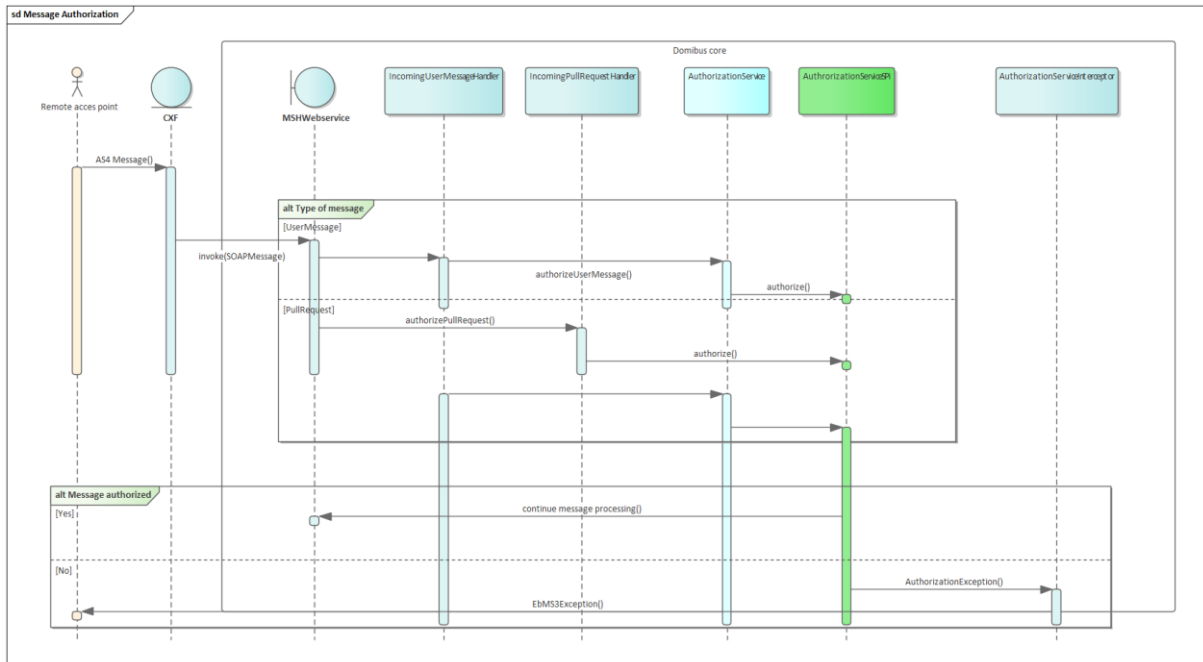 sd Message Authorization
Domibus core
IncomingUserMessageHandler
IncomingPullRequest Handler
AuthorizationService
AuthrorizationServiceSPI
AuthorizationServiceInterceptor
Remote acces point
CXF
MSHWebservice
AS4 Message()
alt Type of message
[UserMessage]
invoke(SOAPMessage)
authorizeUserMessage()
authorize()
[PullRequest]
authorizePullRequest()
authorize()
alt Message authorized
[Yes]
continue message processing()
[No]
AuthorizationException()
EbMS3Exception()